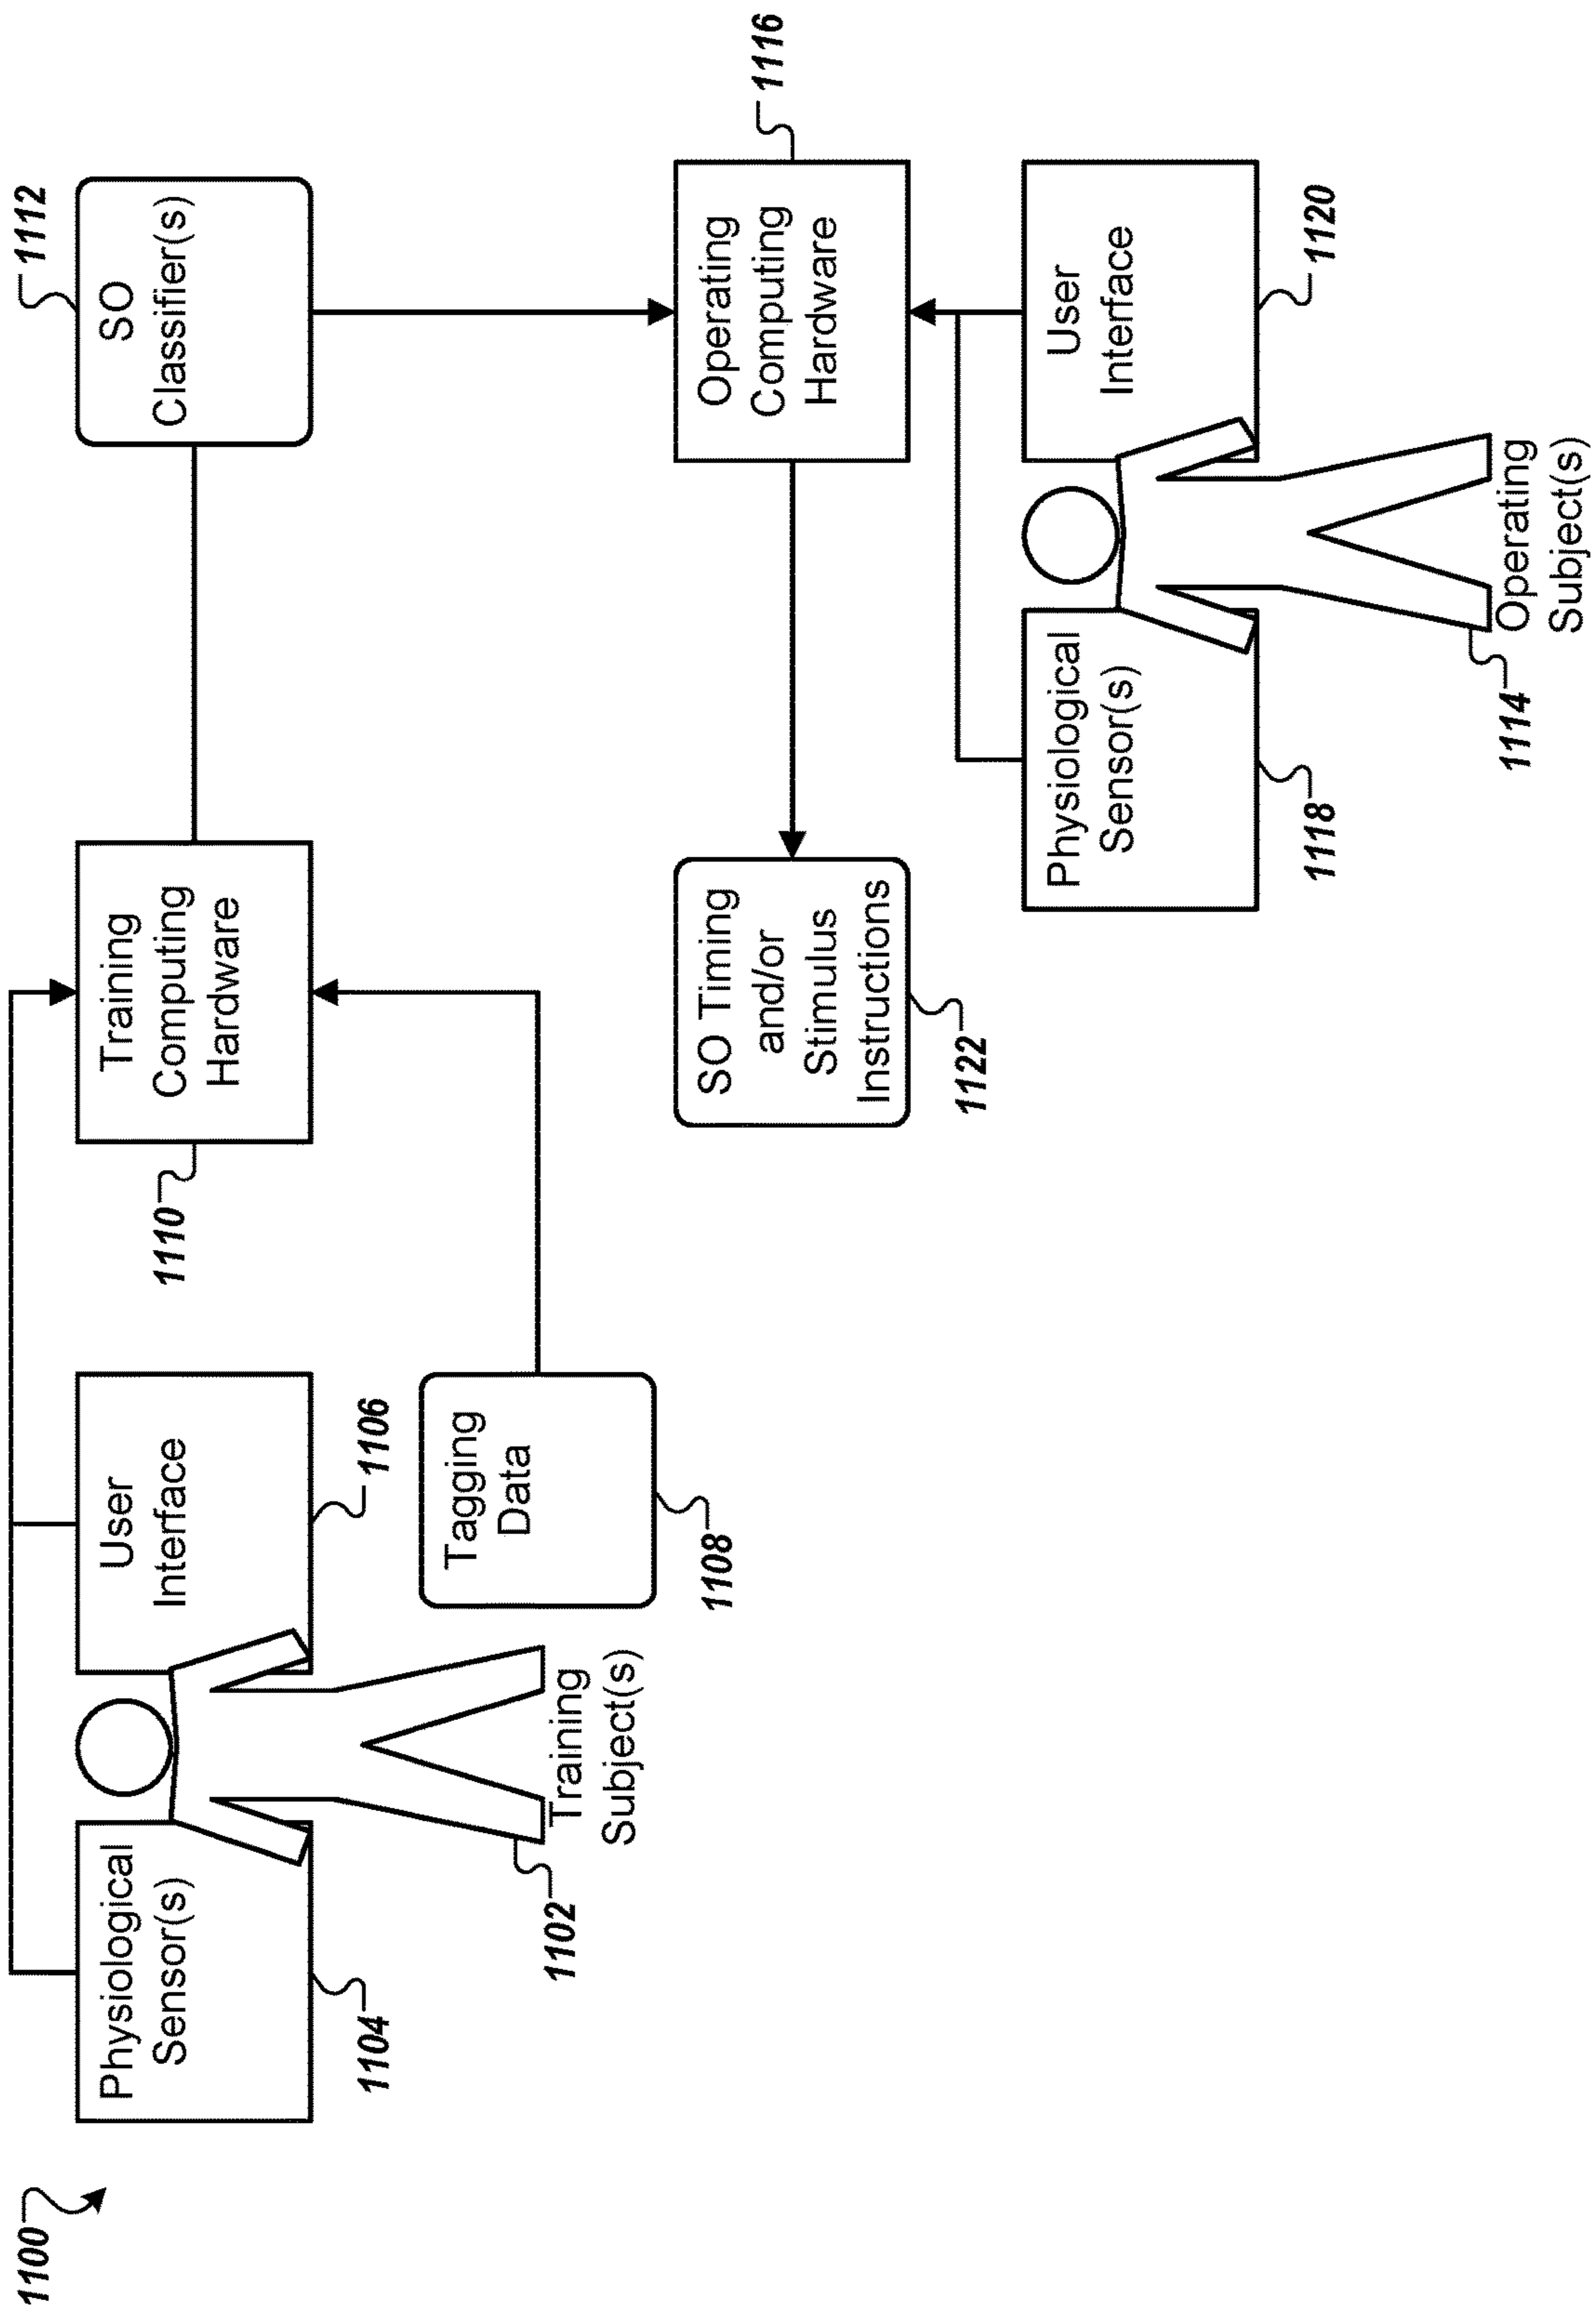 1100
Physiological
Sensor(s)
1104
User
Interface
1106
1102
Training
Subject(s)
Tagging
Data
1108
Training
Computing
Hardware
1110
SO
Classifier(s)
1112
Operating
Computing
Hardware
1116
SO Timing
and/or
Stimulus
Instructions
1122
Physiological
Sensor(s)
1118
User
Interface
1120
1114
Operating
Subject(s)